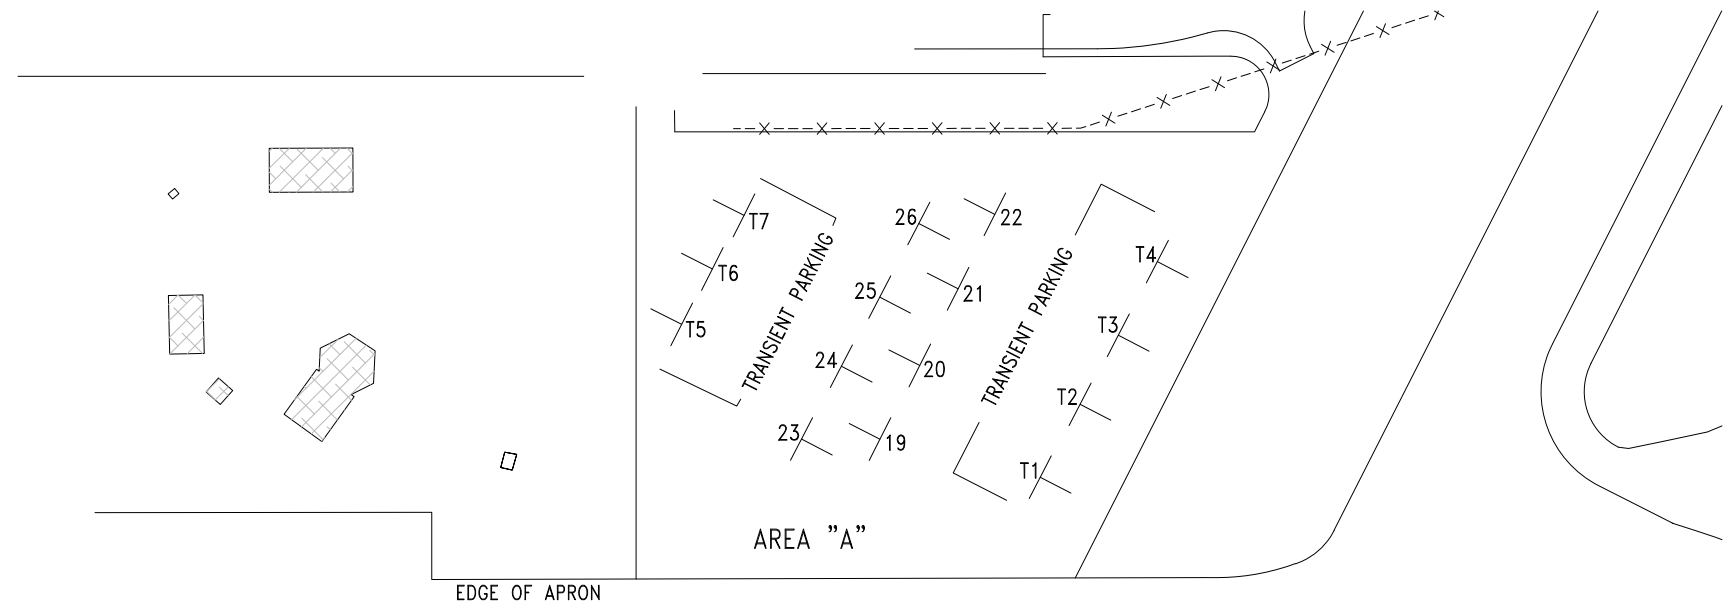 T7
T6
T5
TRANSIENT PARKING
26
22
25
21
24
20
23
19
TRANSIENT PARKING
T4
T3
T2
T1
AREA "A"
EDGE OF APRON